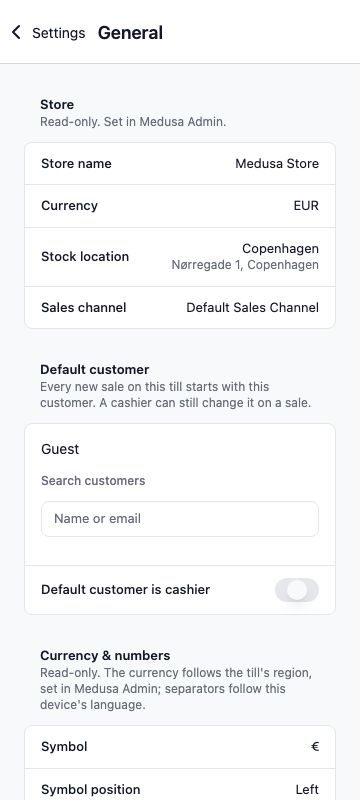 Settings General
Store
Read-only. Set in Medusa Admin.
Store name Medusa Store
Currency EUR
Stock location Copenhagen
Nørregade 1, Copenhagen
Sales channel Default Sales Channel
Default customer
Every new sale on this till starts with this
customer. A cashier can still change it on a sale.
Guest
Search customers
Name or email
Default customer is cashier
Currency & numbers
Read-only. The currency follows the till's region,
set in Medusa Admin; separators follow this
device's language.
Symbol €
Symbol position Left